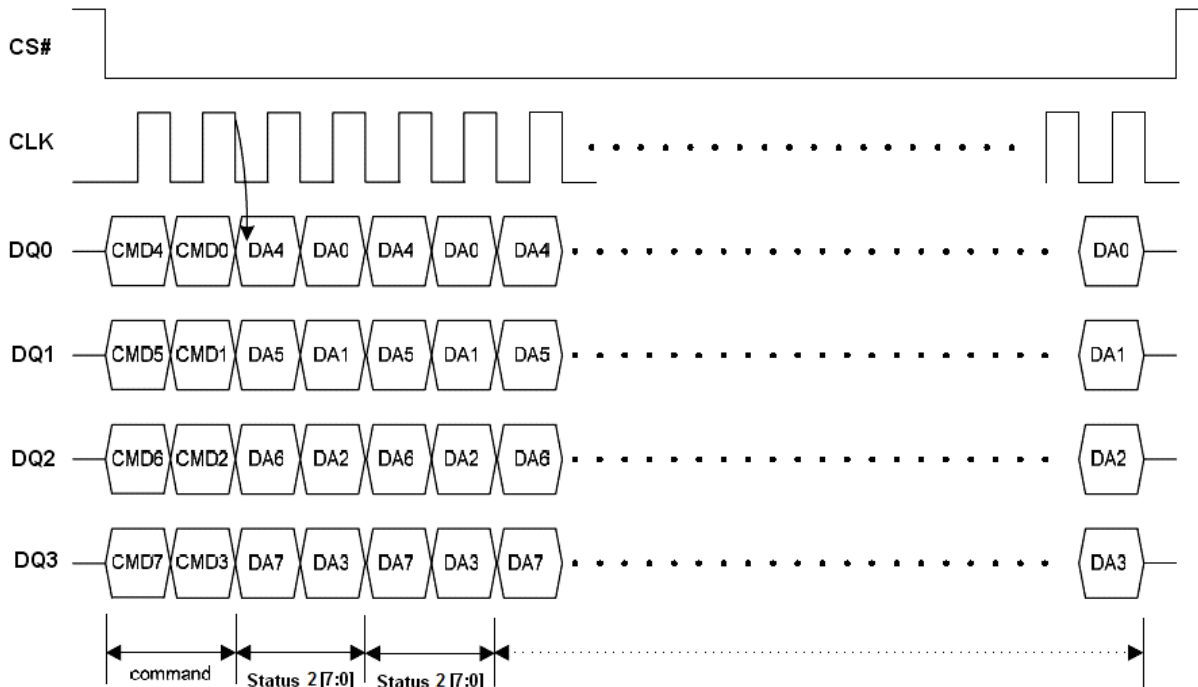 CS#
CLK
DQ0 CMD4 CMD0 DA4 DA0 DA4 DA0 DA4 DA0
DQ1 CMD5 CMD1 DA5 DA1 DA5 DA1 DA5 DA1
DQ2 CMD6 CMD2 DA6 DA2 DA6 DA2 DA6 DA2
DQ3 CMD7 CMD3 DA7 DA3 DA7 DA3 DA7 DA3
command Status 2 [7:0] Status 2 [7:0]